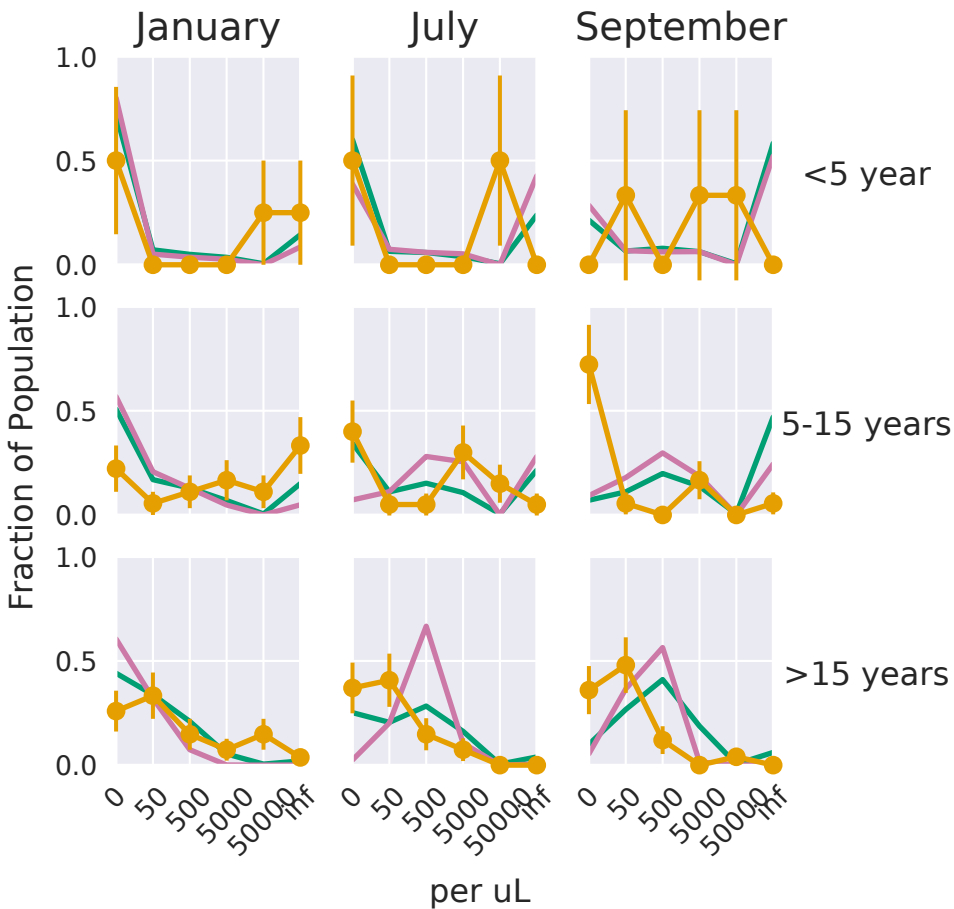 January July September
1.0
0.5
0.0
<5 year
1.0
0.5
0.0
5-15 years
1.0
0.5
0.0
>15 years
Fraction of Population
0 50 500 5000 50000 inf 0 50 500 5000 50000 inf 0 50 500 5000 50000 inf
per uL